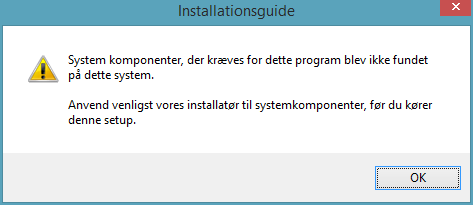 Installationsguide
System komponenter, der kræves for dette program blev ikke fundet
på dette system.
Anvend venligst vores installatør til systemkomponenter, før du kører
denne setup.
OK